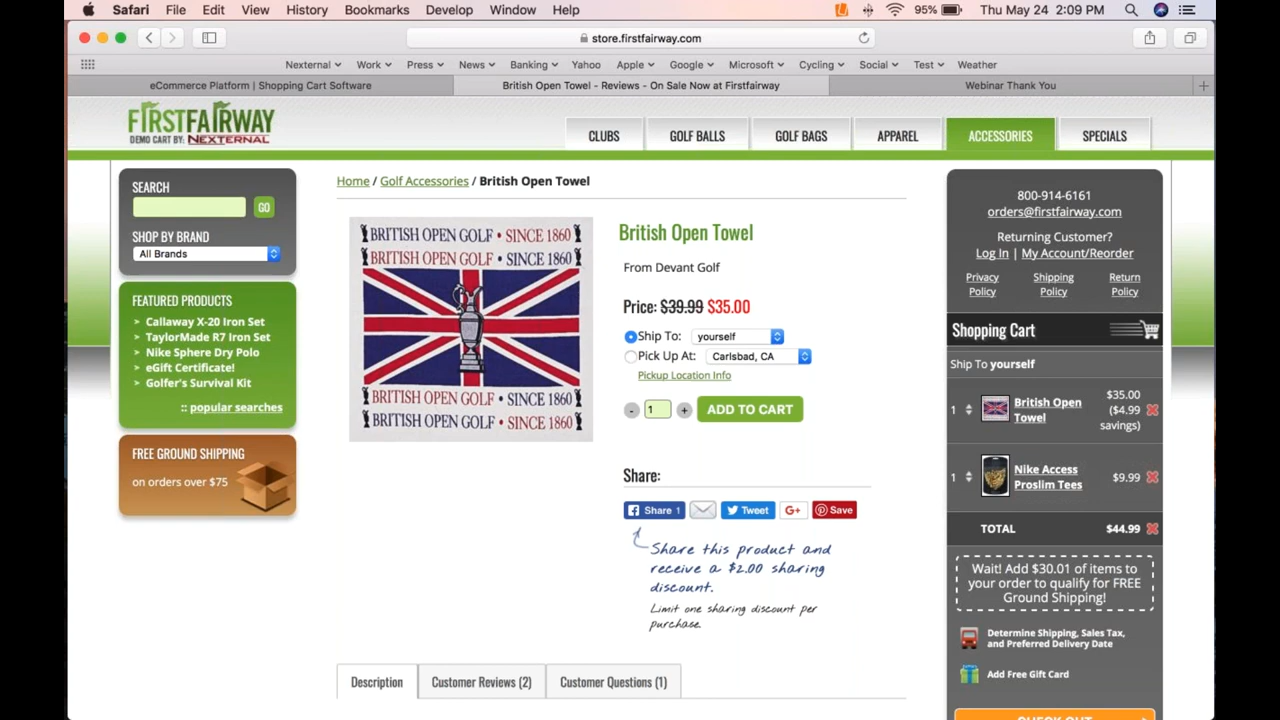 Safari File Edit View History Bookmarks Develop Window Help 95% Thu May 24 2:09 PM
store.firstfairway.com
Nexternal Work Press News Banking Yahoo Apple Google Microsoft Cycling Social Test Weather
eCommerce Platform | Shopping Cart Software
British Open Towel - Reviews - On Sale Now at Firstfairway
Webinar Thank You
FIRSTFAIRWAY
DEMO CART BY: NEXTERNAL
CLUBS GOLF BALLS GOLF BAGS APPAREL ACCESSORIES SPECIALS
SEARCH
GO
SHOP BY BRAND
All Brands
FEATURED PRODUCTS
> Callaway X-20 Iron Set
> TaylorMade R7 Iron Set
> Nike Sphere Dry Polo
> eGift Certificate!
> Golfer's Survival Kit
:: popular searches
FREE GROUND SHIPPING
on orders over $75
Home / Golf Accessories / British Open Towel
BRITISH OPEN GOLF • SINCE 1860
BRITISH OPEN GOLF • SINCE 1860
BRITISH OPEN GOLF • SINCE 1860
BRITISH OPEN GOLF • SINCE 1860
British Open Towel
From Devant Golf
Price: $39.99 $35.00
Ship To: yourself
Pick Up At: Carlsbad, CA
Pickup Location Info
- 1 + ADD TO CART
Share:
Share 1 Tweet G+ Save
Share this product and
receive a $2.00 sharing
discount.
Limit one sharing discount per
purchase.
Description Customer Reviews (2) Customer Questions (1)
800-914-6161
orders@firstfairway.com
Returning Customer?
Log In | My Account/Reorder
Privacy Shipping Return
Policy Policy Policy
Shopping Cart
Ship To yourself
1 British Open Towel $35.00 ($4.99 savings)
1 Nike Access Proslim Tees $9.99
TOTAL $44.99
Wait! Add $30.01 of items to
your order to qualify for FREE
Ground Shipping!
Determine Shipping, Sales Tax,
and Preferred Delivery Date
Add Free Gift Card
CHECK OUT